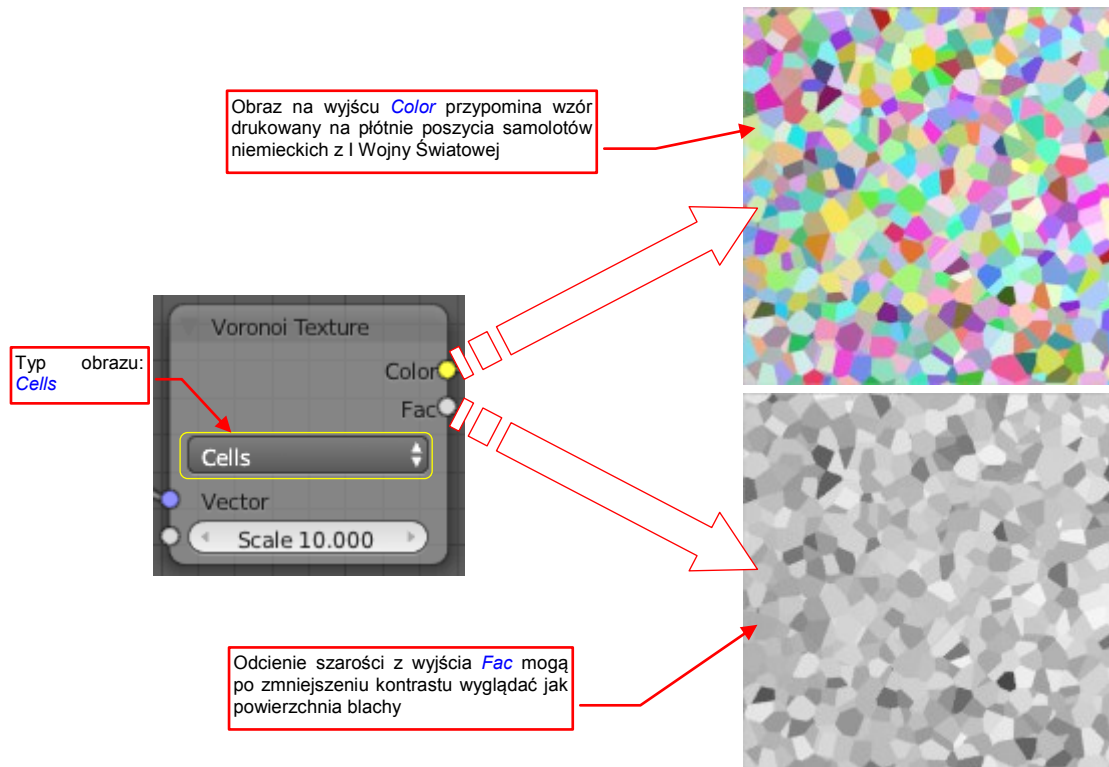 Obraz na wyjścu Color przypomina wzór
drukowany na płótnie poszycia samolotów
niemieckich z I Wojny Światowej
Voronoi Texture
Typ obrazu:
Cells
Color
Fac
Cells
Vector
Scale 10.000
Odcienie szarości z wyjścia Fac mogą
po zmniejszeniu kontrastu wyglądać jak
powierzchnia blachy